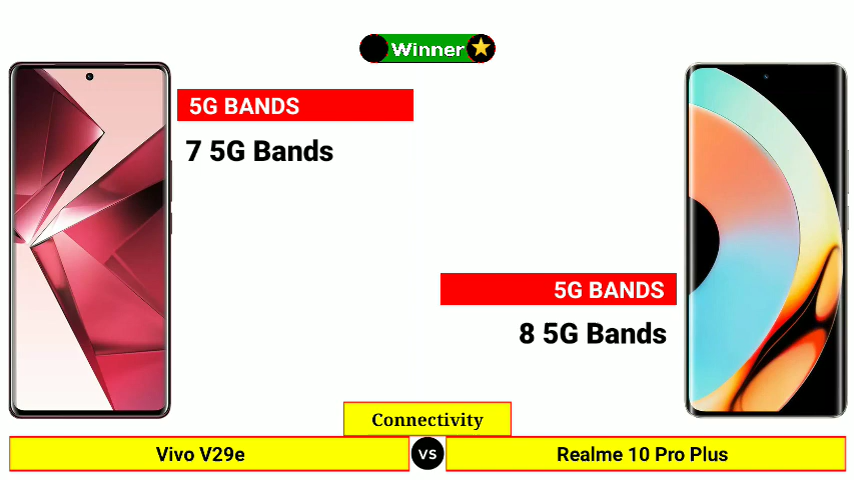 Winner
5G BANDS
7 5G Bands
5G BANDS
8 5G Bands
Connectivity
Vivo V29e
VS
Realme 10 Pro Plus